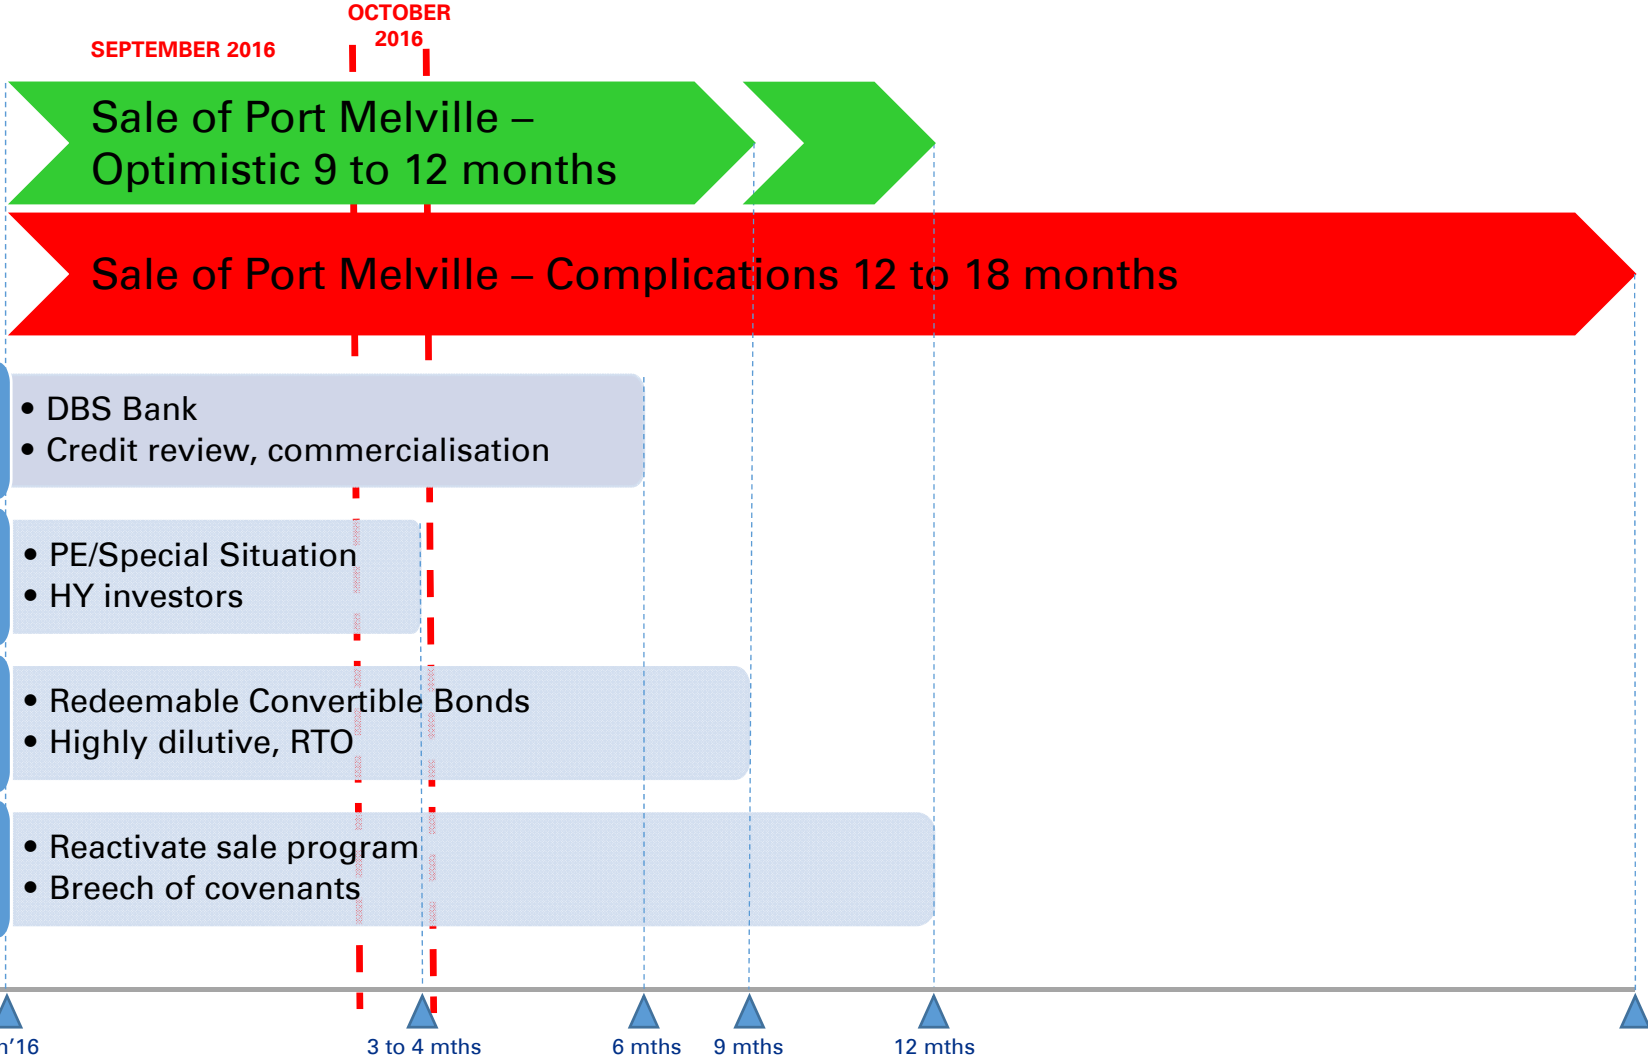 OCTOBER
2016
SEPTEMBER 2016
Sale of Port Melville –
Optimistic 9 to 12 months
Sale of Port Melville – Complications 12 to 18 months
• DBS Bank
• Credit review, commercialisation
• PE/Special Situation
• HY investors
• Redeemable Convertible Bonds
• Highly dilutive, RTO
• Reactivate sale program
• Breech of covenants
n'16
3 to 4 mths
6 mths
9 mths
12 mths